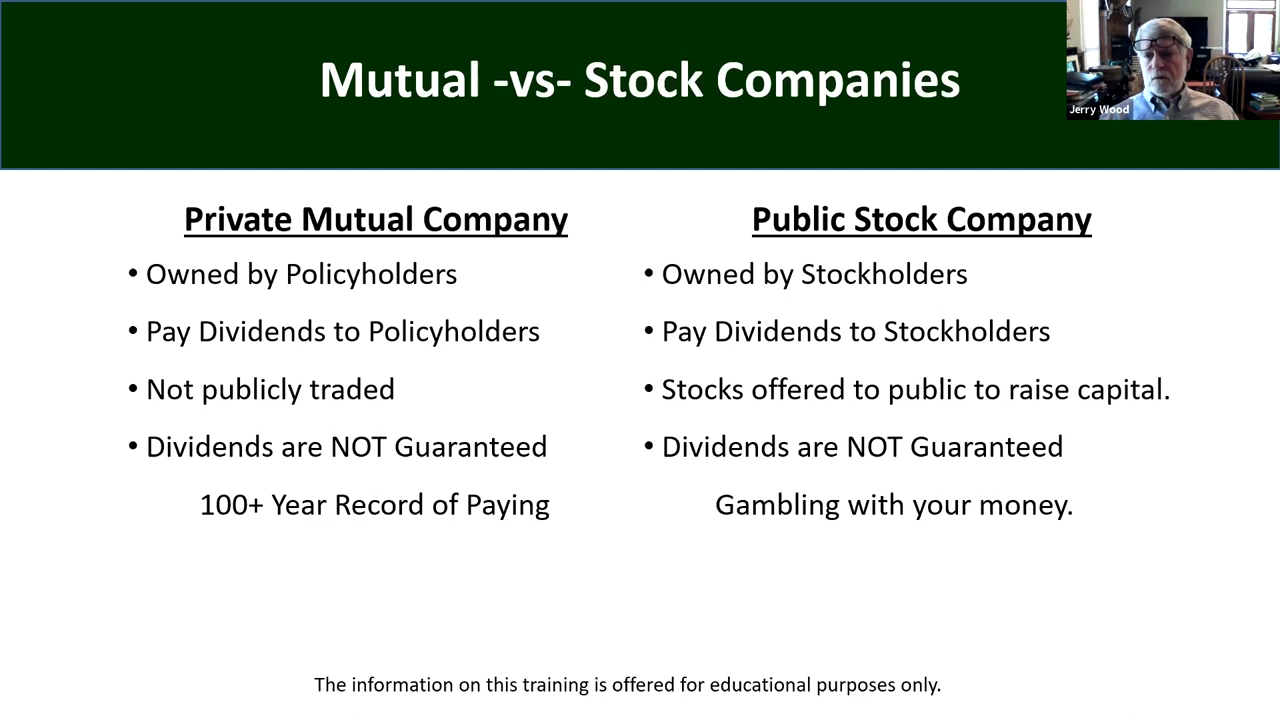 Mutual -vs- Stock Companies
Jerry Wood
Private Mutual Company
• Owned by Policyholders
• Pay Dividends to Policyholders
• Not publicly traded
• Dividends are NOT Guaranteed
100+ Year Record of Paying
Public Stock Company
• Owned by Stockholders
• Pay Dividends to Stockholders
• Stocks offered to public to raise capital.
• Dividends are NOT Guaranteed
Gambling with your money.
The information on this training is offered for educational purposes only.